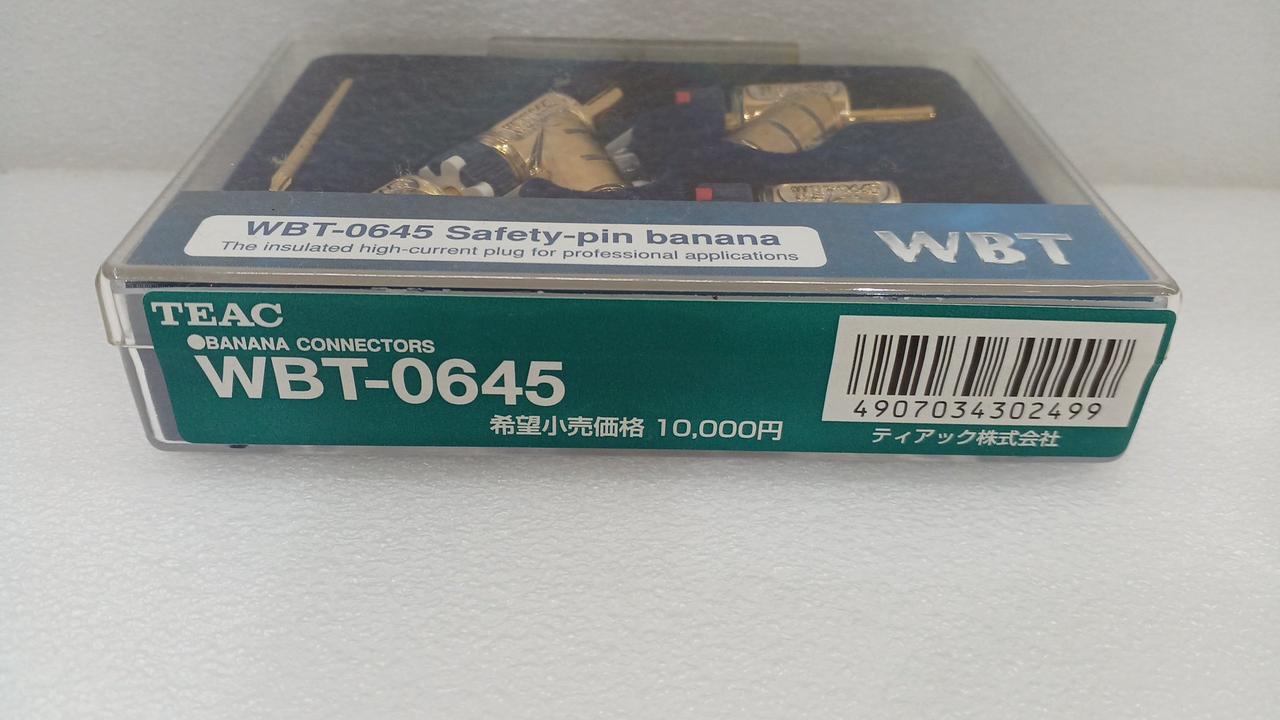 WBT-0645 Safety-pin banana
The insulated high-current plug for professional applications
WBT
TEAC
●BANANA CONNECTORS
WBT-0645
希望小売価格 10,000円
4907034302499
ティアック株式会社